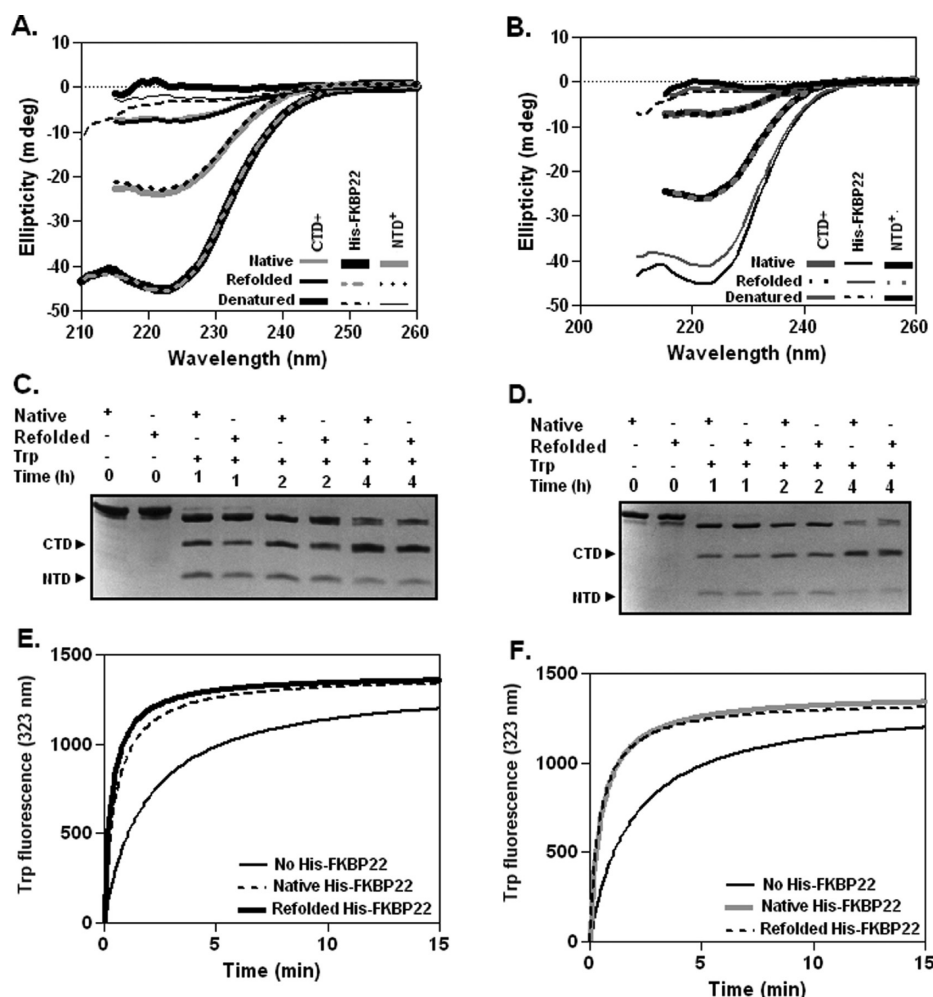 A.
10
0
-10
-20
-30
-40
-50
Ellipticity (m deg)
CTD+
His-FKBP22
NTD+
Native
Refolded
Denatured
210 220 230 240 250 260
Wavelength (nm)
B.
10
0
-10
-20
-30
-40
-50
Ellipticity (m deg)
CTD+
His-FKBP22
NTD+.
Native
Refolded
Denatured
200 220 240 260
Wavelength (nm)
C.
Native + - + - + - + -
Refolded - + - + - + - +
Trp - - + + + + + +
Time (h) 0 0 1 1 2 2 4 4
CTD ►
NTD ►
D.
Native + - + - + - + -
Refolded - + - + - + - +
Trp - - + + + + + +
Time (h) 0 0 1 1 2 2 4 4
CTD ►
NTD ►
E.
1500
1000
500
0
Trp fluorescence (323 nm)
No His-FKBP22
Native His-FKBP22
Refolded His-FKBP22
0 5 10 15
Time (min)
F.
1500
1000
500
0
Trp fluorescence (323 nm)
No His-FKBP22
Native His-FKBP22
Refolded His-FKBP22
0 5 10 15
Time (min)